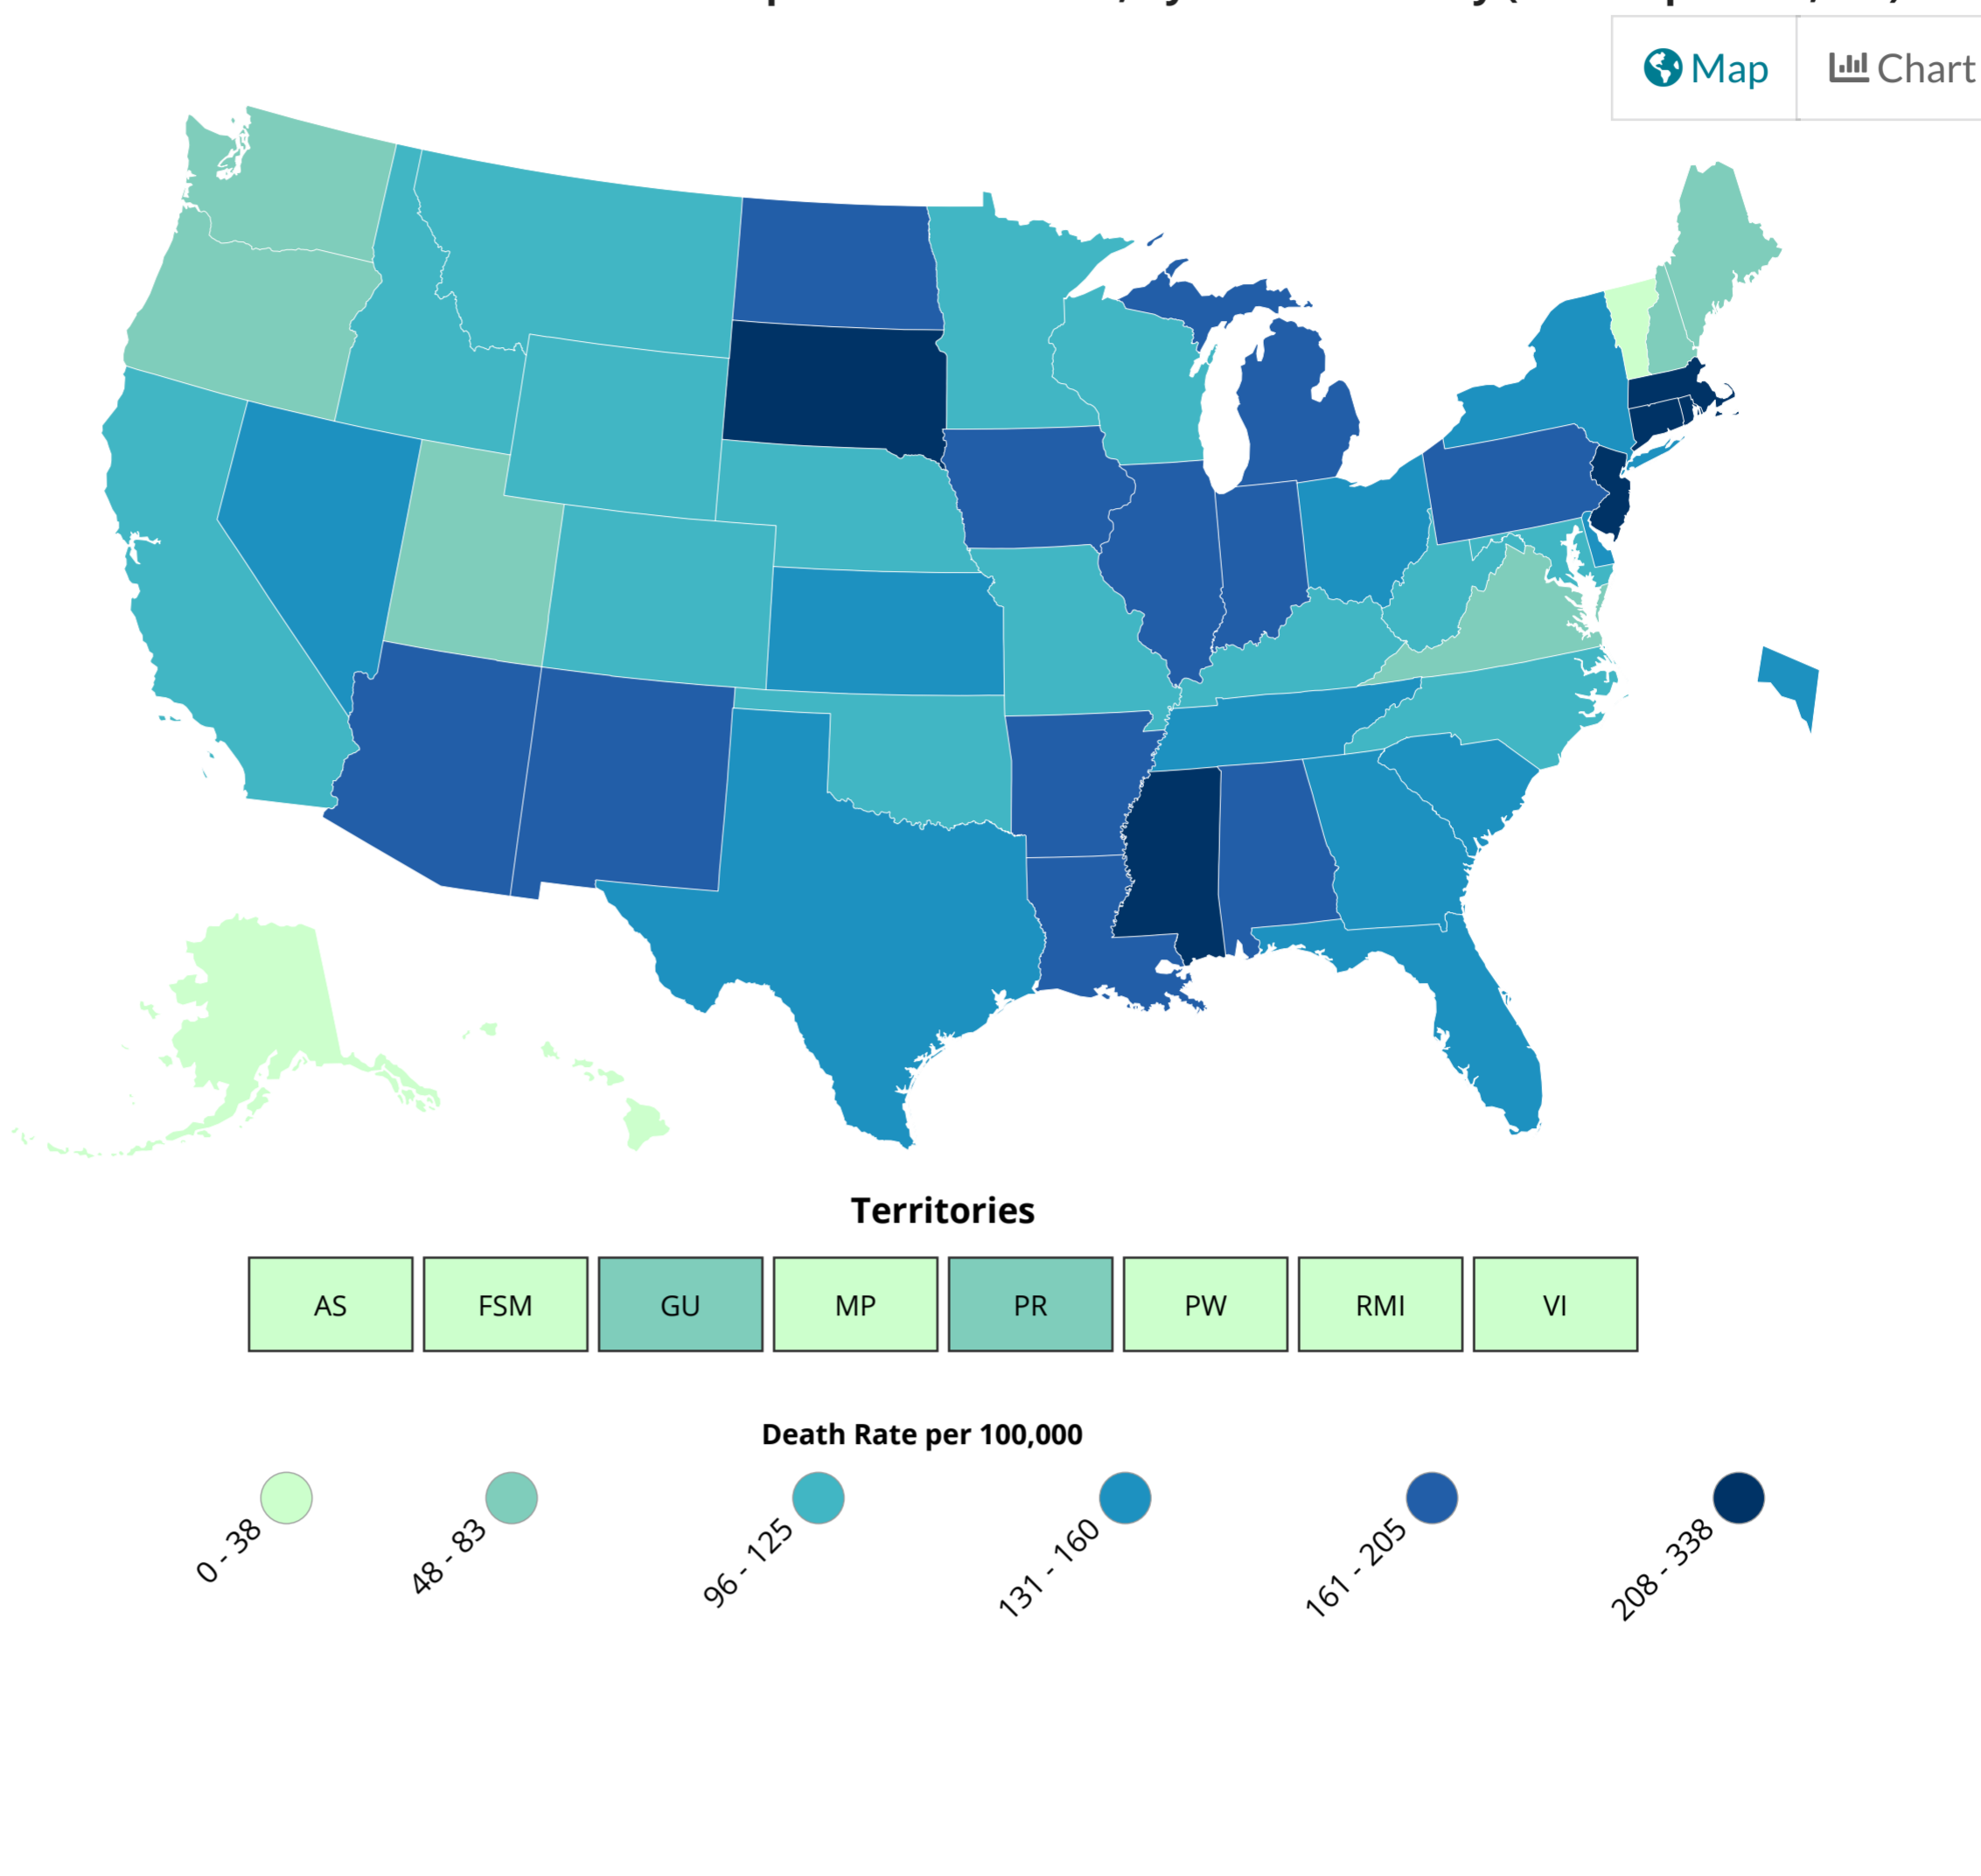 Map
Chart
Territories
AS
FSM
GU
MP
PR
PW
RMI
VI
Death Rate per 100,000
0 - 38
48 - 83
96 - 125
131 - 160
161 - 205
208 - 338